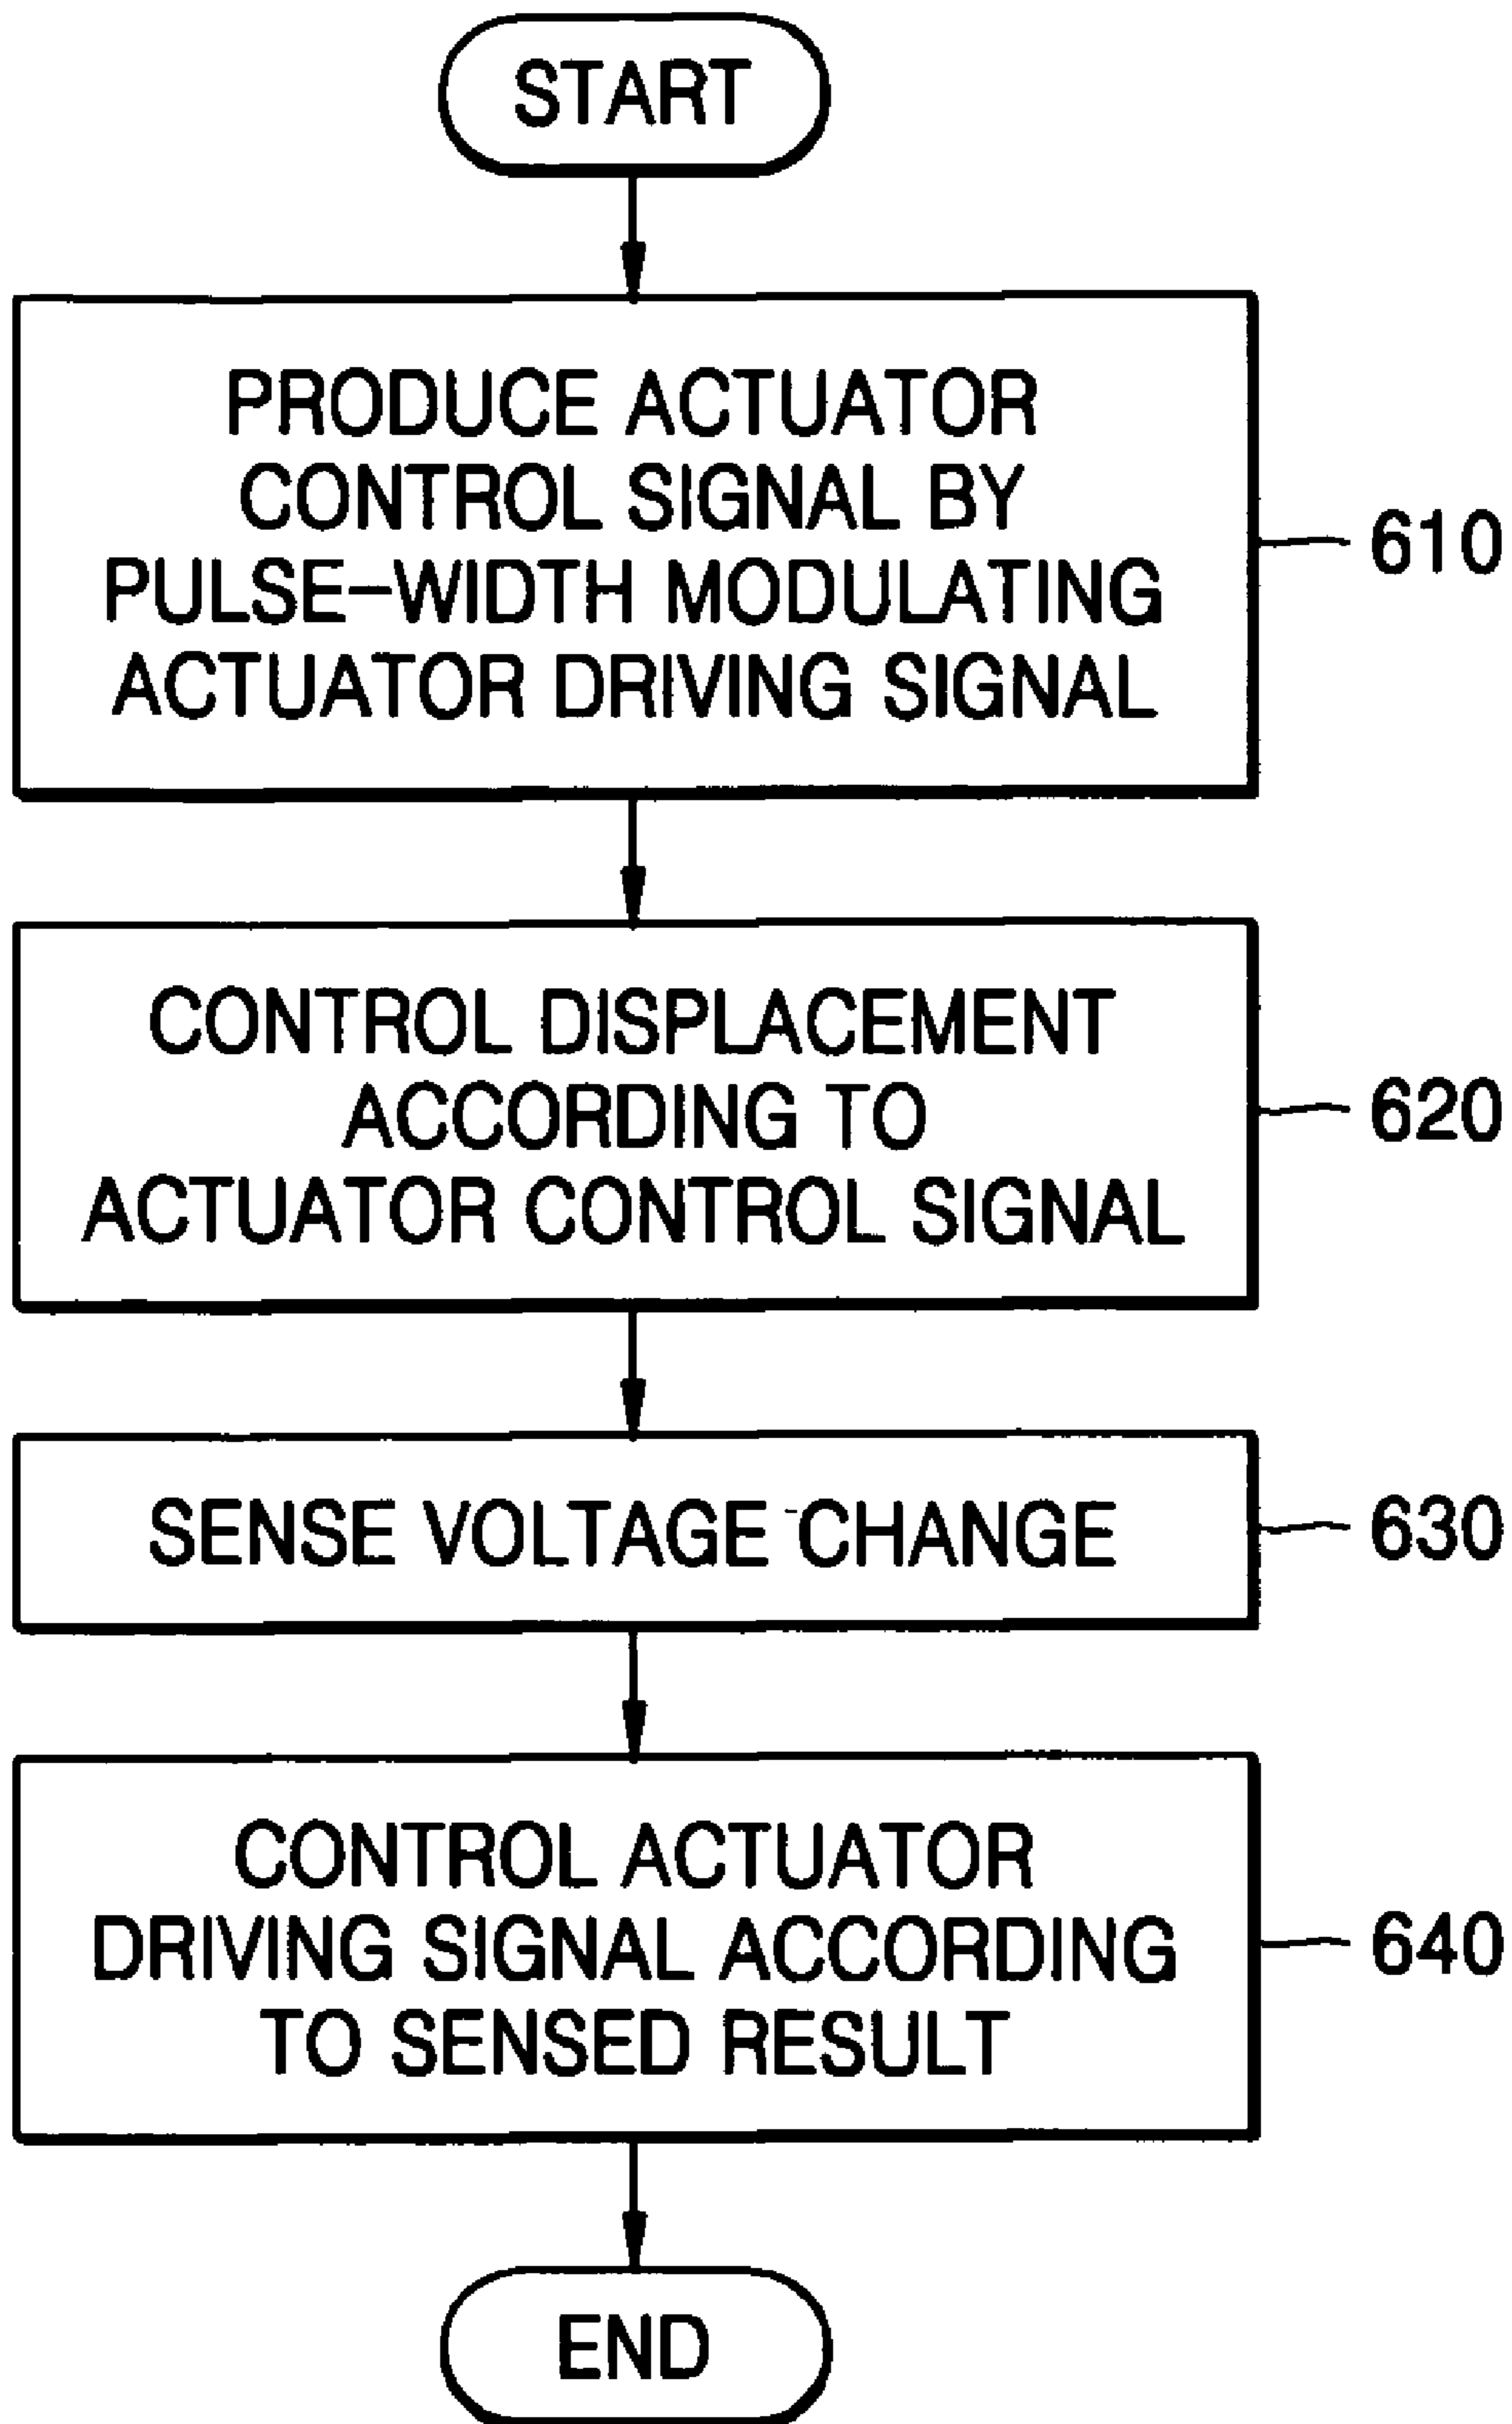 START
PRODUCE ACTUATOR
CONTROL SIGNAL BY
PULSE-WIDTH MODULATING
ACTUATOR DRIVING SIGNAL
610
CONTROL DISPLACEMENT
ACCORDING TO
ACTUATOR CONTROL SIGNAL
620
SENSE VOLTAGE CHANGE
630
CONTROL ACTUATOR
DRIVING SIGNAL ACCORDING
TO SENSED RESULT
640
END